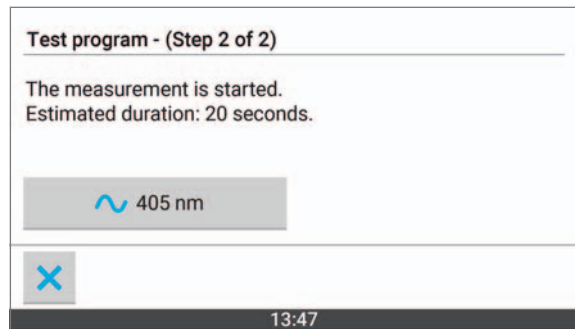 Test program - (Step 2 of 2)
The measurement is started.
Estimated duration: 20 seconds.
405 nm
13:47